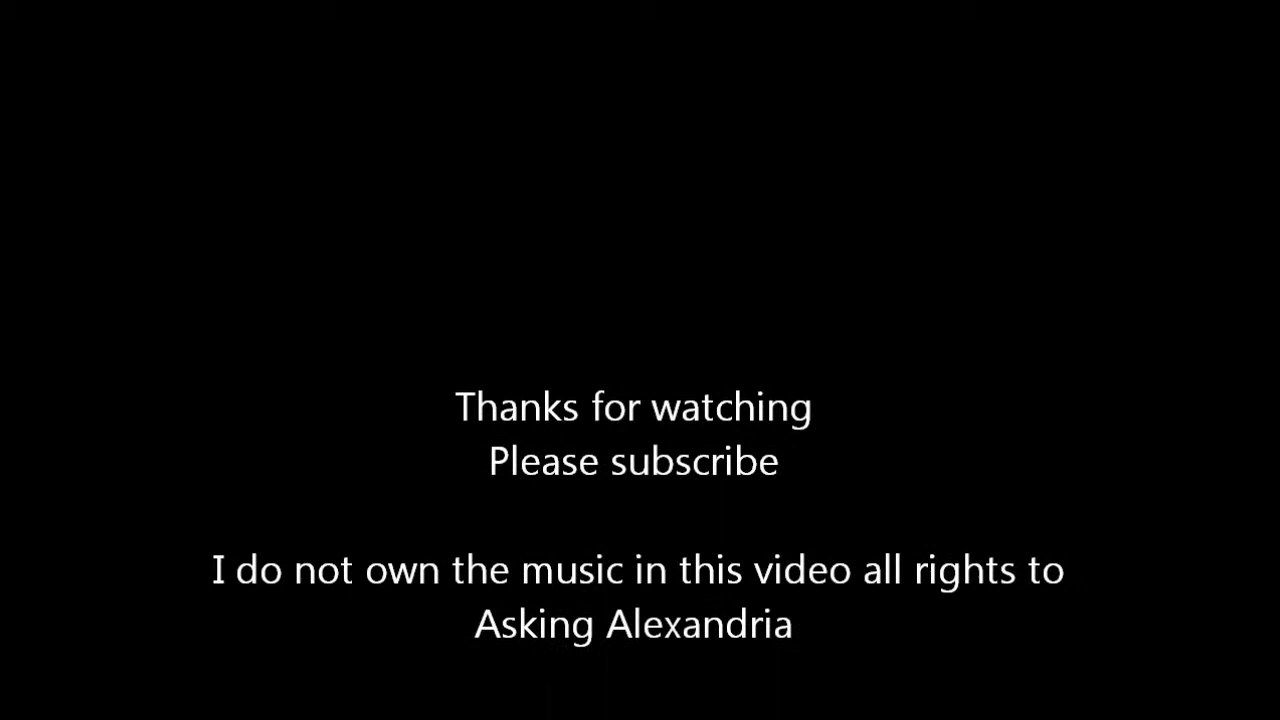 Thanks for watching
Please subscribe
I do not own the music in this video all rights to
Asking Alexandria